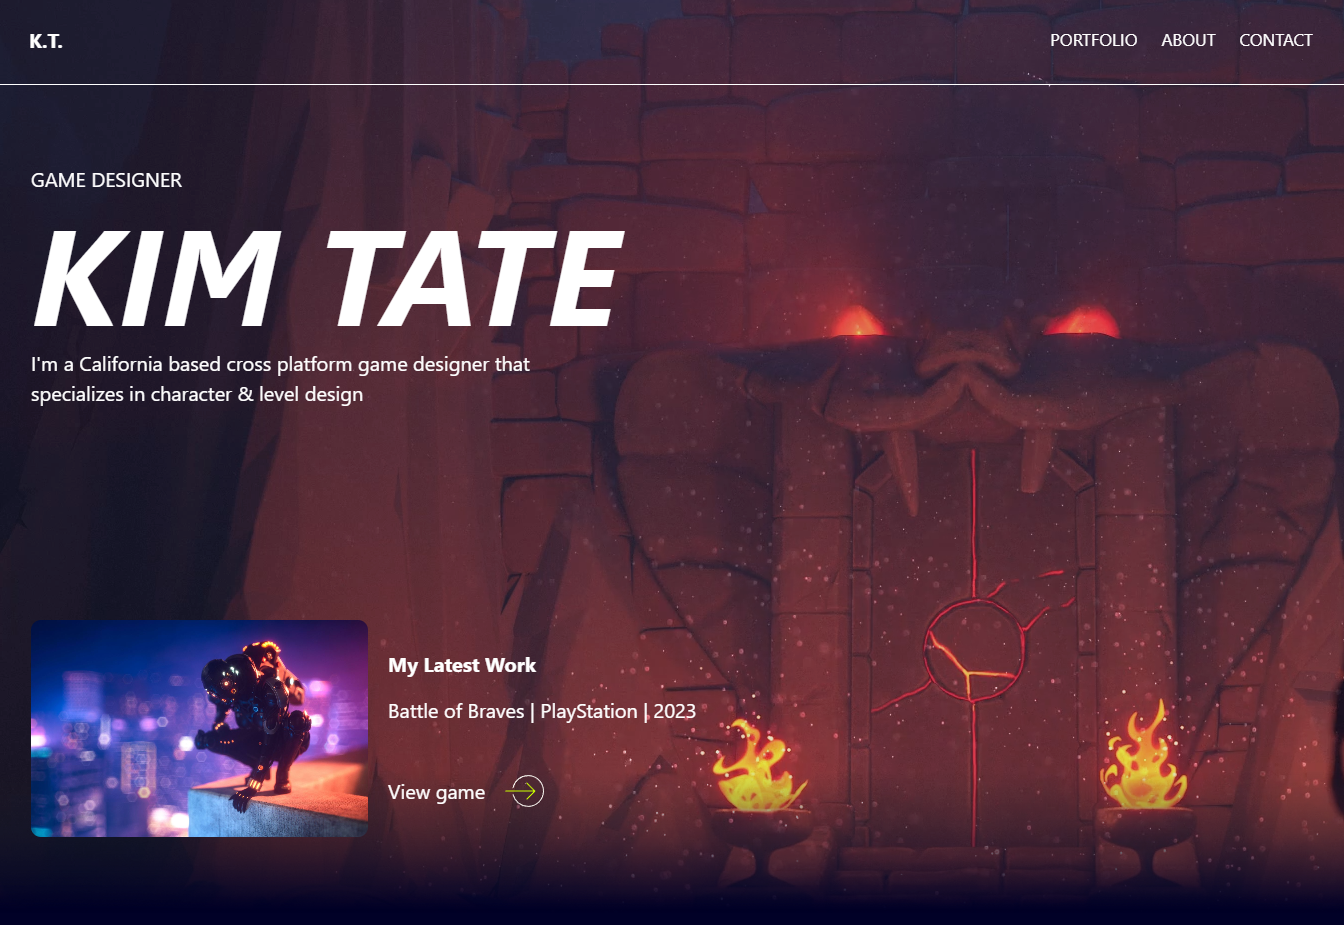 K.T.
PORTFOLIO ABOUT CONTACT
GAME DESIGNER
KIM TATE
I'm a California based cross platform game designer that
specializes in character & level design
My Latest Work
Battle of Braves | PlayStation | 2023
View game